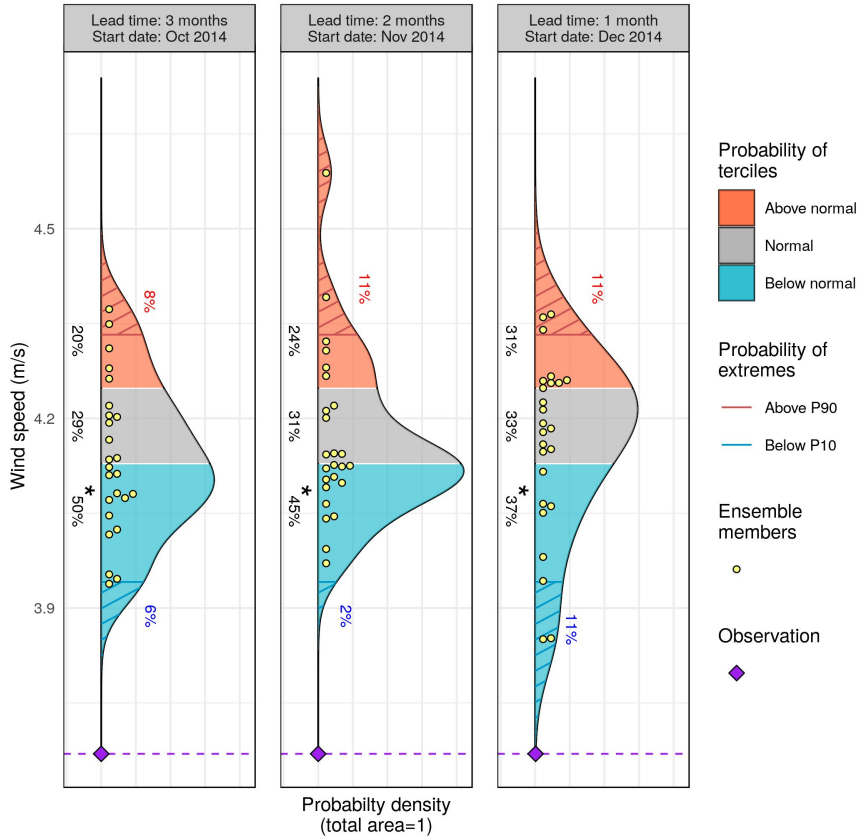 Lead time: 3 months
Start date: Oct 2014
Lead time: 2 months
Start date: Nov 2014
Lead time: 1 month
Start date: Dec 2014
Wind speed (m/s)
4.5
4.2
3.9
8%
20%
29%
50%
*
6%
11%
24%
31%
45%
*
2%
11%
31%
33%
37%
*
11%
Probabilty density
(total area=1)
Probability of
terciles
Above normal
Normal
Below normal
Probability of
extremes
Above P90
Below P10
Ensemble
members
Observation